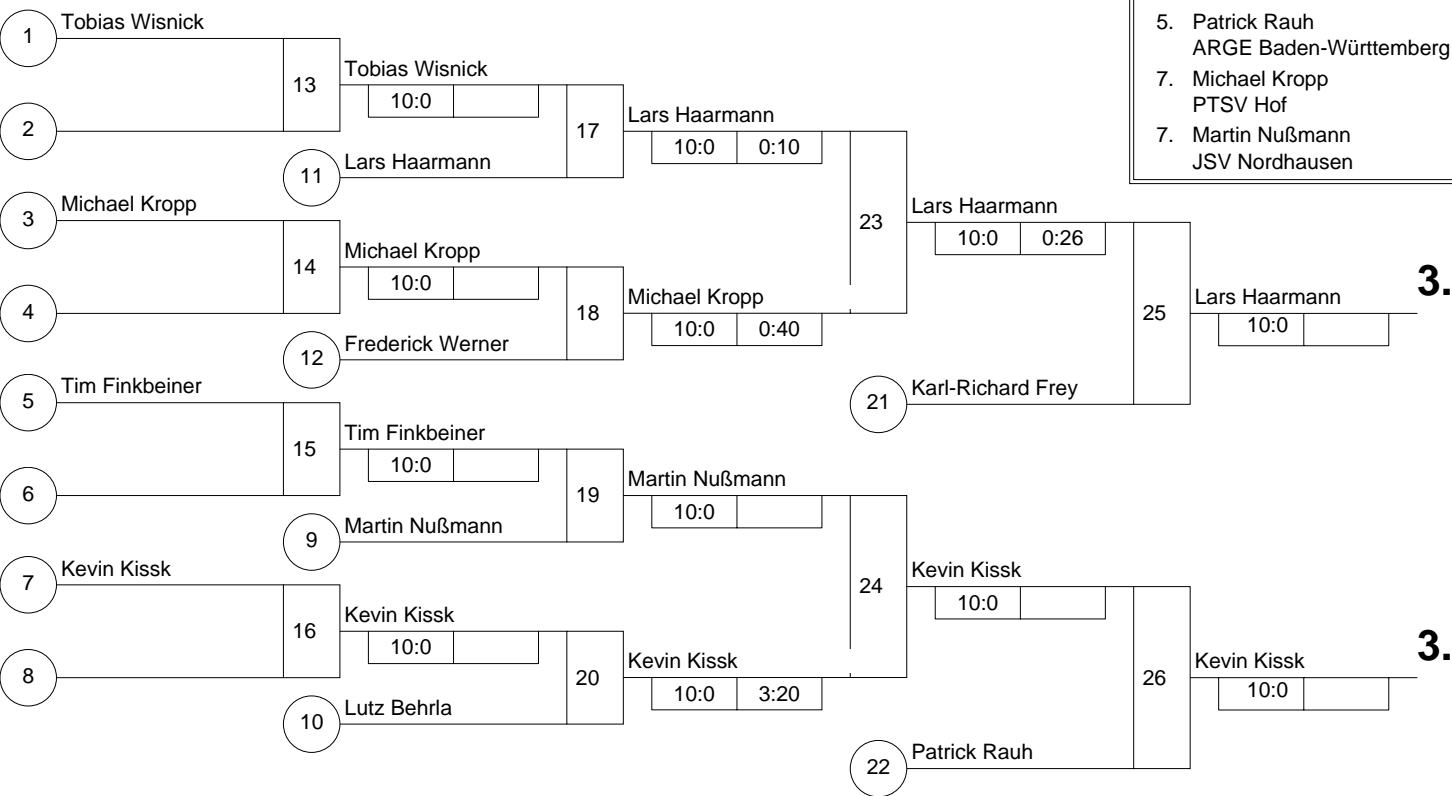 5. Patrick Rauh
ARGE Baden-Württemberg
7. Michael Kropp
PTSV Hof
7. Martin Nußmann
JSV Nordhausen
1 Tobias Wisnick
2
13
Tobias Wisnick
10:0
11 Lars Haarmann
17
Lars Haarmann
10:0 0:10
3 Michael Kropp
4
14
Michael Kropp
10:0
12 Frederick Werner
18
Michael Kropp
10:0 0:40
23
Lars Haarmann
10:0 0:26
21 Karl-Richard Frey
25
Lars Haarmann
10:0
3.
5 Tim Finkbeiner
6
15
Tim Finkbeiner
10:0
9 Martin Nußmann
19
Martin Nußmann
10:0
7 Kevin Kissk
8
16
Kevin Kissk
10:0
10 Lutz Behrla
20
Kevin Kissk
10:0 3:20
24
Kevin Kissk
10:0
22 Patrick Rauh
26
Kevin Kissk
10:0
3.